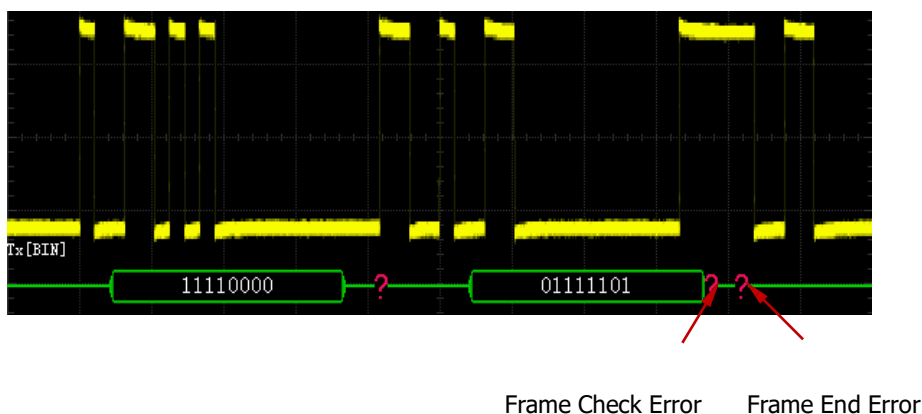 Tx[BIN]
11110000 ? 01111101 ? ?
Frame Check Error Frame End Error